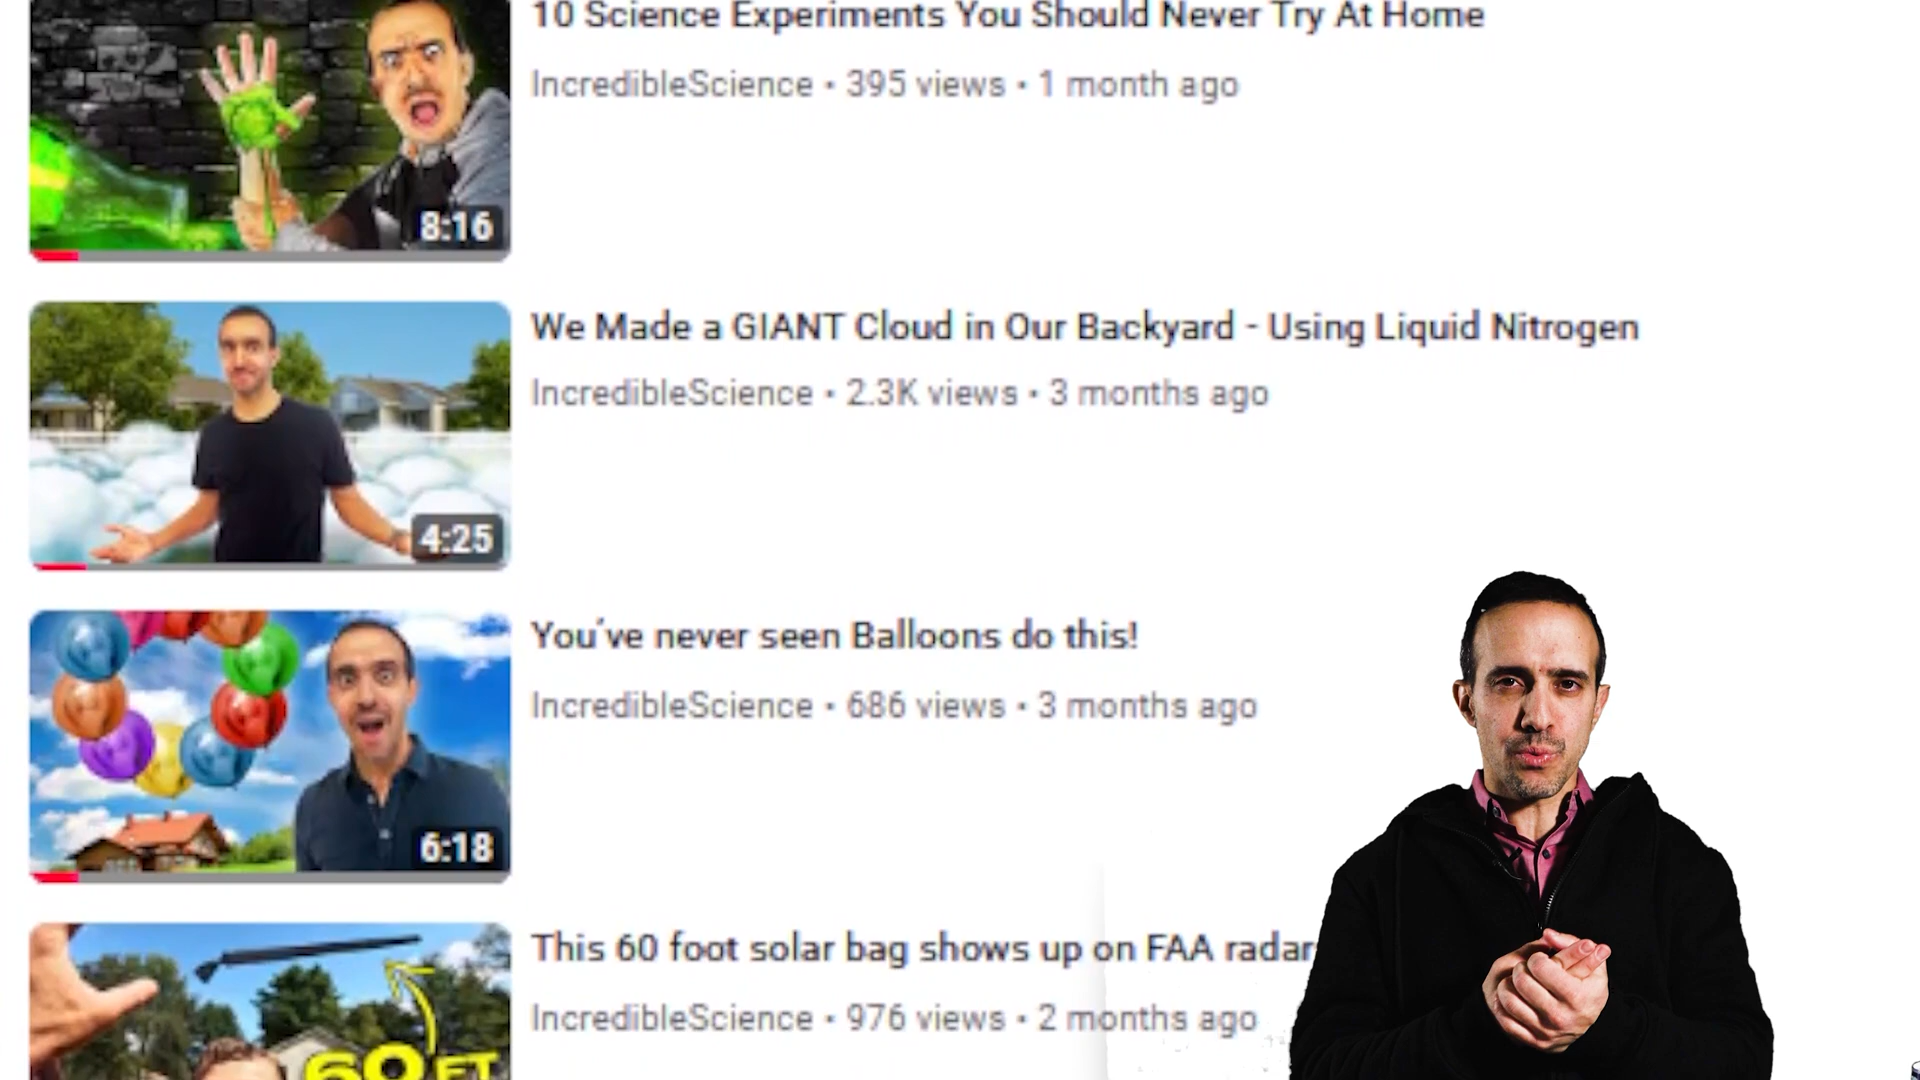 10 Science Experiments You Should Never Try At Home
IncredibleScience • 395 views • 1 month ago
8:16
We Made a GIANT Cloud in Our Backyard - Using Liquid Nitrogen
IncredibleScience • 2.3K views • 3 months ago
4:25
You´ve never seen Balloons do this!
IncredibleScience • 686 views • 3 months ago
6:18
This 60 foot solar bag shows up on FAA radar
IncredibleScience • 976 views • 2 months ago
60 FT